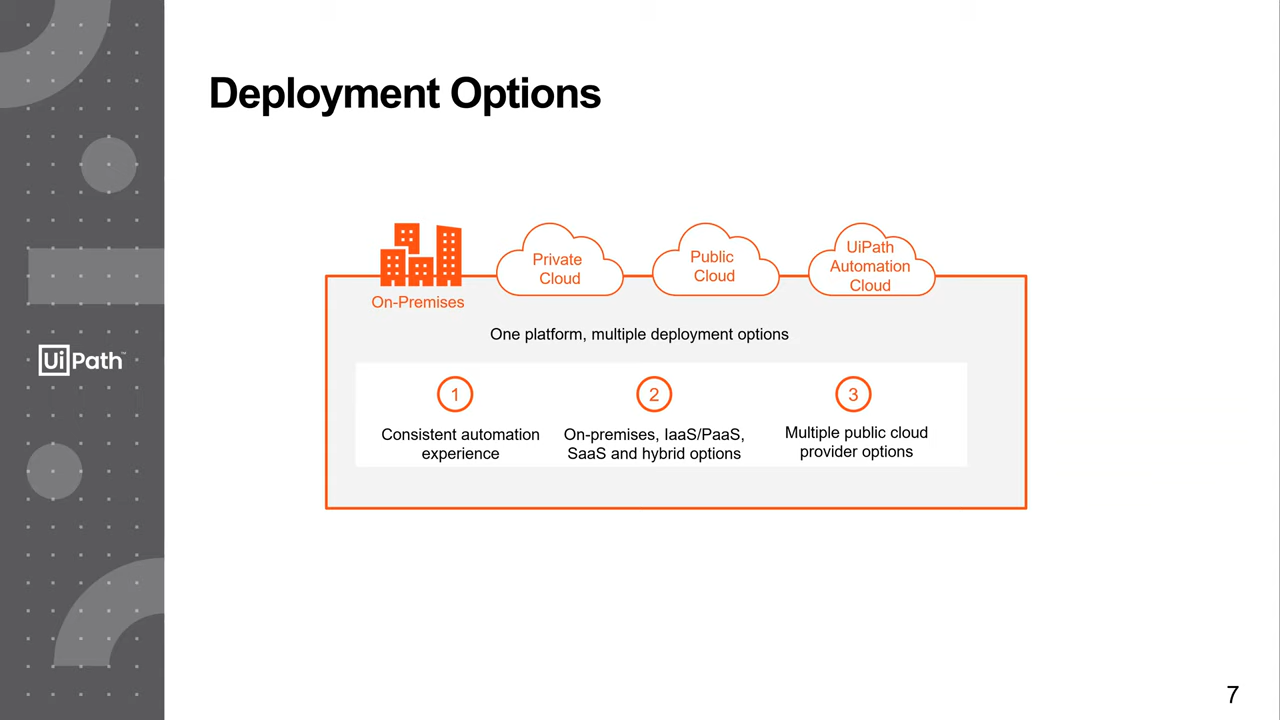 Deployment Options
Private
Cloud
Public
Cloud
UiPath
Automation
Cloud
On-Premises
One platform, multiple deployment options
1
Consistent automation
experience
2
On-premises, IaaS/PaaS,
SaaS and hybrid options
3
Multiple public cloud
provider options
UiPath™
7